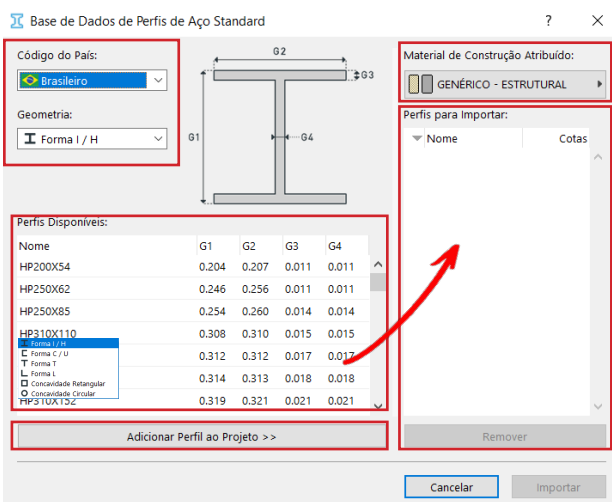 Base de Dados de Perfis de Aço Standard
?
Código do País:
Brasileiro
Geometria:
Forma I / H
G2
G3
G1
G4
Material de Construção Atribuído:
GENÉRICO - ESTRUTURAL
Perfis para Importar:
Nome Cotas
Perfis Disponíveis:
Nome G1 G2 G3 G4
HP200X54 0.204 0.207 0.011 0.011
HP250X62 0.246 0.256 0.011 0.011
HP250X85 0.254 0.260 0.014 0.014
HP310X110 0.308 0.310 0.015 0.015
Forma I / H
Forma C / U
Forma T
Forma L
Concavidade Retangular
Concavidade Circular
0.312 0.312 0.017 0.017
0.314 0.313 0.018 0.018
HP310X152 0.319 0.321 0.021 0.021
Adicionar Perfil ao Projeto >>
Remover
Cancelar
Importar